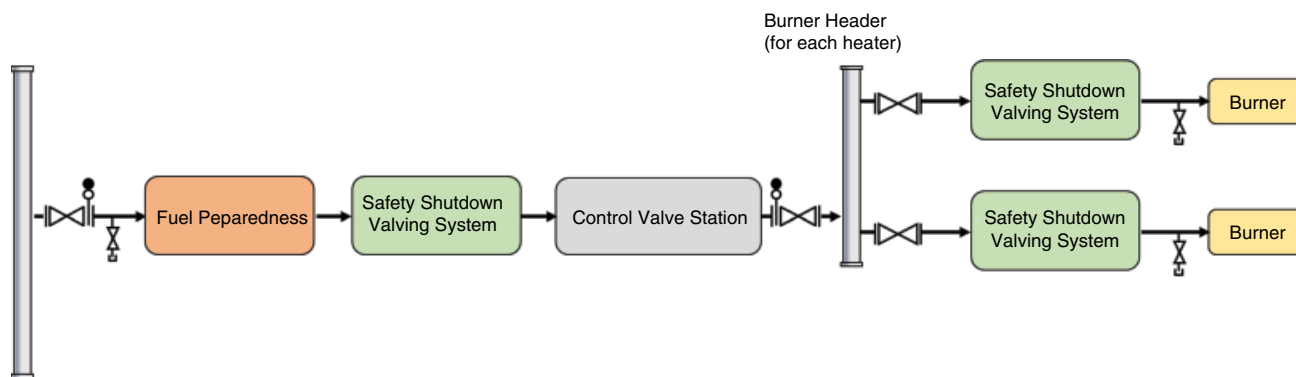 Burner Header
(for each heater)
Safety Shutdown
Valving System
Burner
Fuel Peparedness
Safety Shutdown
Valving System
Control Valve Station
Safety Shutdown
Valving System
Burner